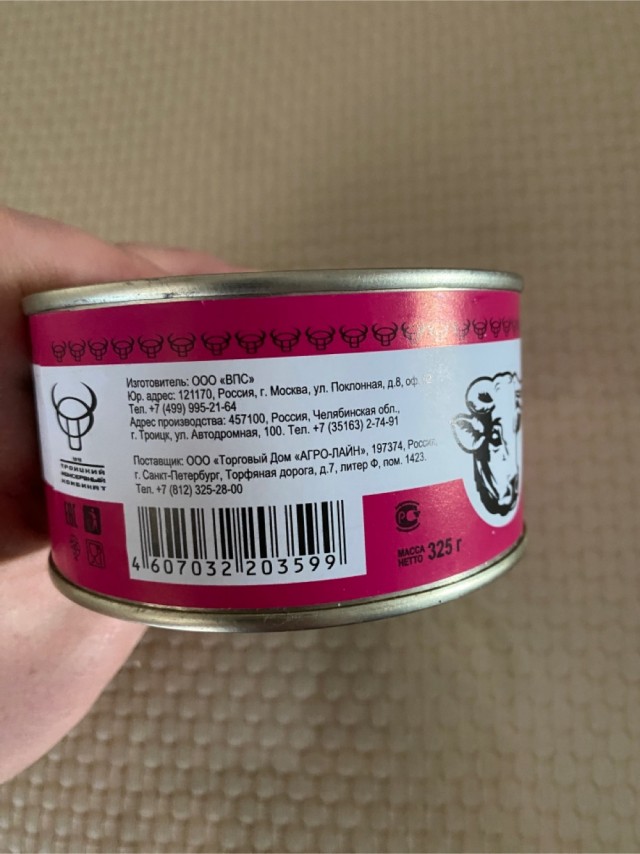 Изготовитель: ООО «ВПС»
Юр. адрес: 121170, Россия, г. Москва, ул. Поклонная, д.8, оф.
Тел. +7 (499) 995-21-64
Адрес производства: 457100, Россия, Челябинская обл.,
г. Троицк, ул. Автодромная, 100. Тел. +7 (35163) 2-74-91
Поставщик: ООО «Торговый Дом «АГРО-ЛАЙН», 197374, Россия,
г. Санкт-Петербург, Торфяная дорога, д.7, литер Ф, пом. 1423.
Тел. +7 (812) 325-28-00
ТРОИЦКИЙ
КОНСЕРВНЫЙ
КОМБИНАТ
EAC
4 607032 203599
МАССА
НЕТТО 325 г